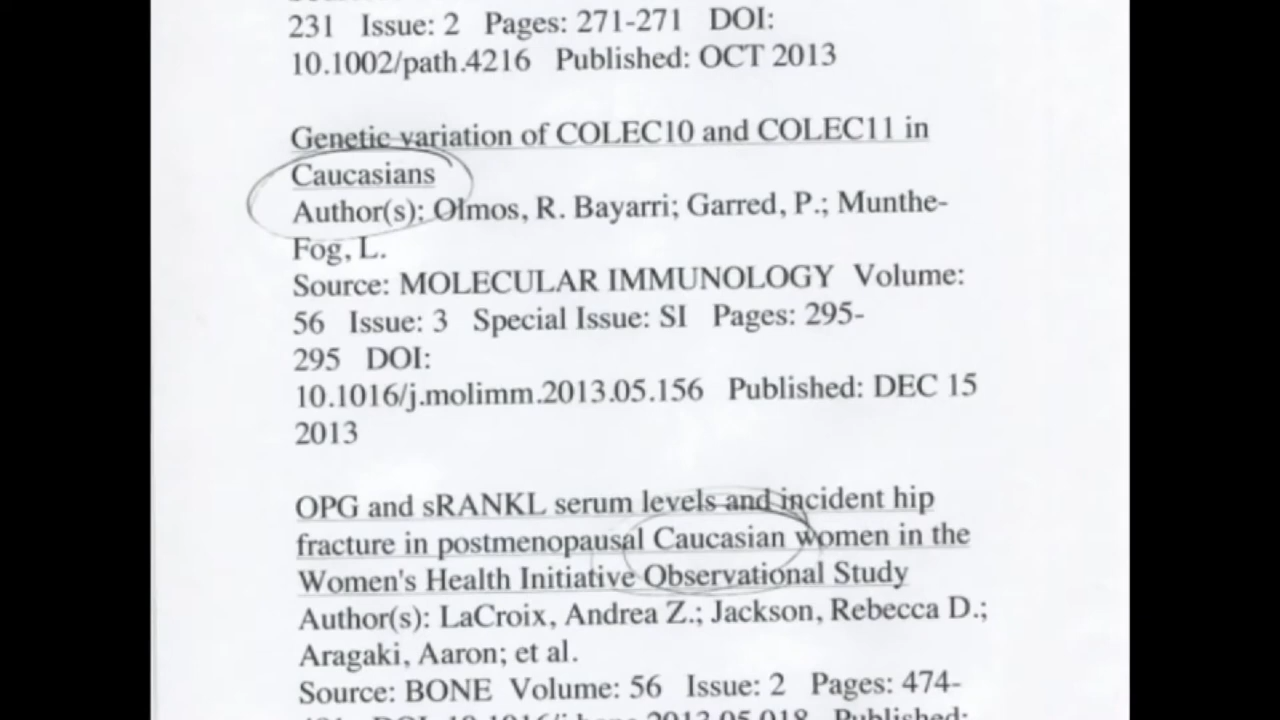 231 Issue: 2 Pages: 271-271 DOI:
10.1002/path.4216 Published: OCT 2013
Genetic variation of COLEC10 and COLEC11 in
Caucasians
Author(s): Olmos, R. Bayarri; Garred, P.; Munthe-
Fog, L.
Source: MOLECULAR IMMUNOLOGY Volume:
56 Issue: 3 Special Issue: SI Pages: 295-
295 DOI:
10.1016/j.molimm.2013.05.156 Published: DEC 15
2013
OPG and sRANKL serum levels and incident hip
fracture in postmenopausal Caucasian women in the
Women's Health Initiative Observational Study
Author(s): LaCroix, Andrea Z.; Jackson, Rebecca D.;
Aragaki, Aaron; et al.
Source: BONE Volume: 56 Issue: 2 Pages: 474-
DOI: Published: